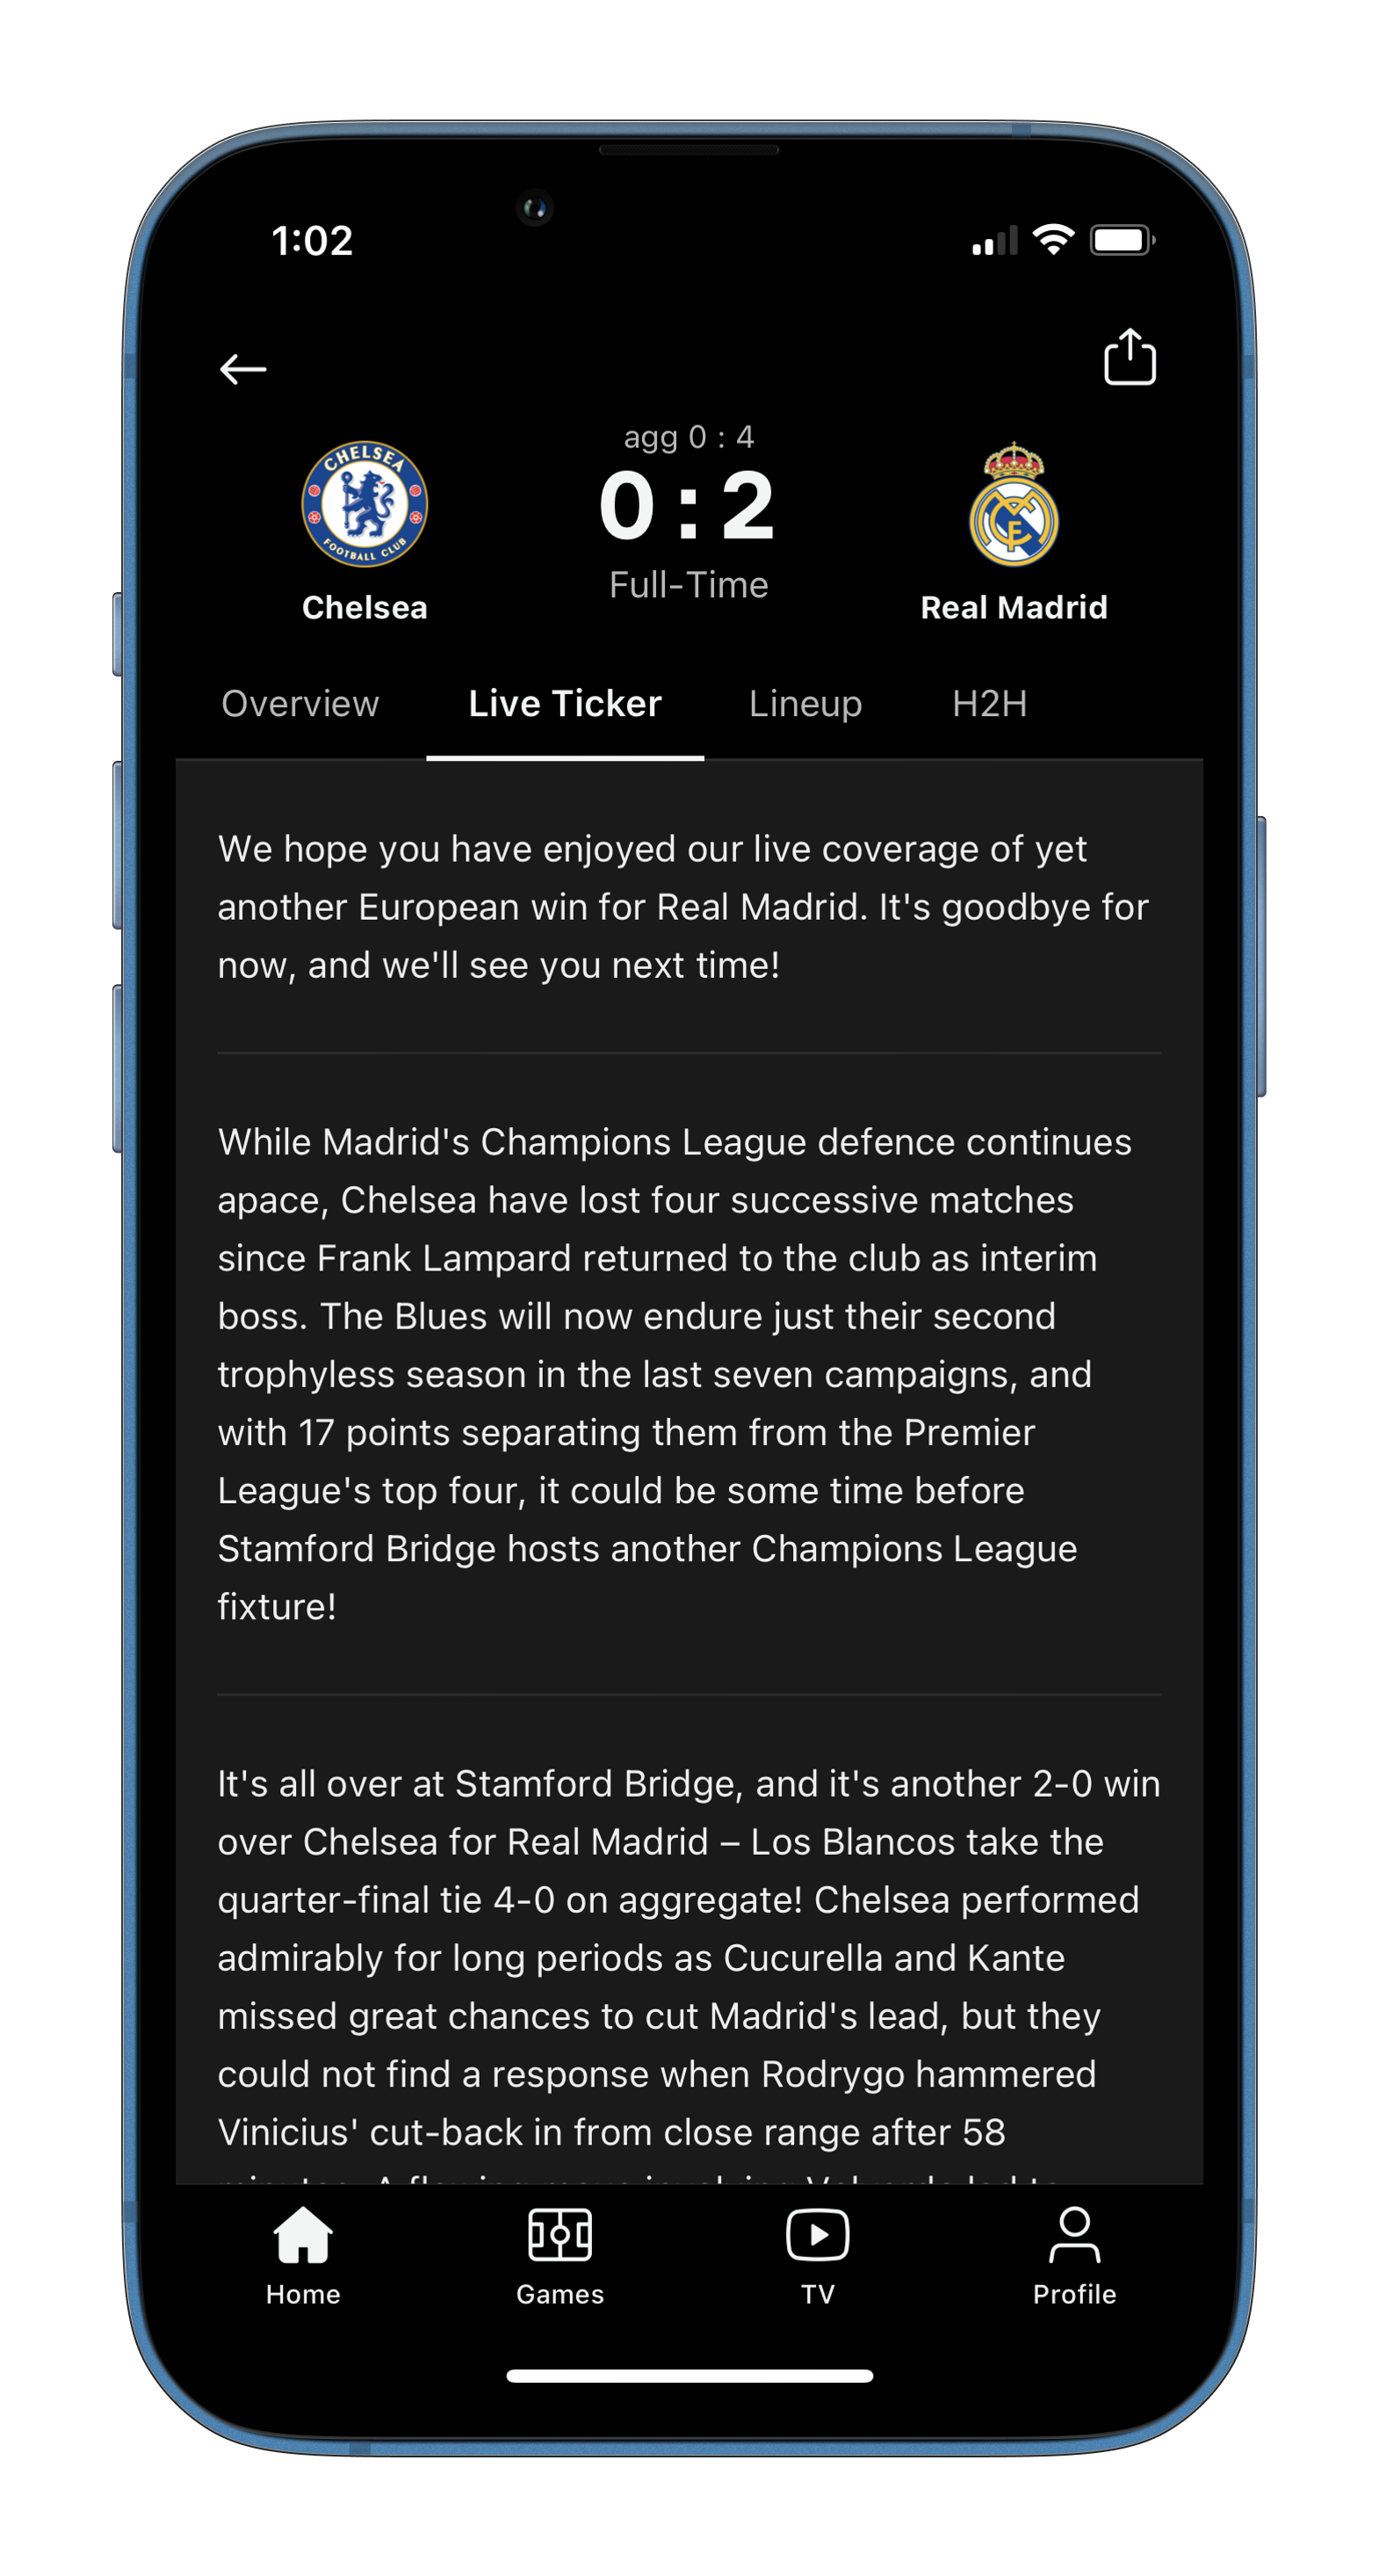 1:02
agg 0 : 4
0 : 2
Full-Time
CHELSEA
FOOTBALL CLUB
Chelsea
Real Madrid
Overview
Live Ticker
Lineup
H2H
We hope you have enjoyed our live coverage of yet
another European win for Real Madrid. It's goodbye for
now, and we'll see you next time!
While Madrid's Champions League defence continues
apace, Chelsea have lost four successive matches
since Frank Lampard returned to the club as interim
boss. The Blues will now endure just their second
trophyless season in the last seven campaigns, and
with 17 points separating them from the Premier
League's top four, it could be some time before
Stamford Bridge hosts another Champions League
fixture!
It's all over at Stamford Bridge, and it's another 2-0 win
over Chelsea for Real Madrid – Los Blancos take the
quarter-final tie 4-0 on aggregate! Chelsea performed
admirably for long periods as Cucurella and Kante
missed great chances to cut Madrid's lead, but they
could not find a response when Rodrygo hammered
Vinicius' cut-back in from close range after 58
Home
Games
TV
Profile